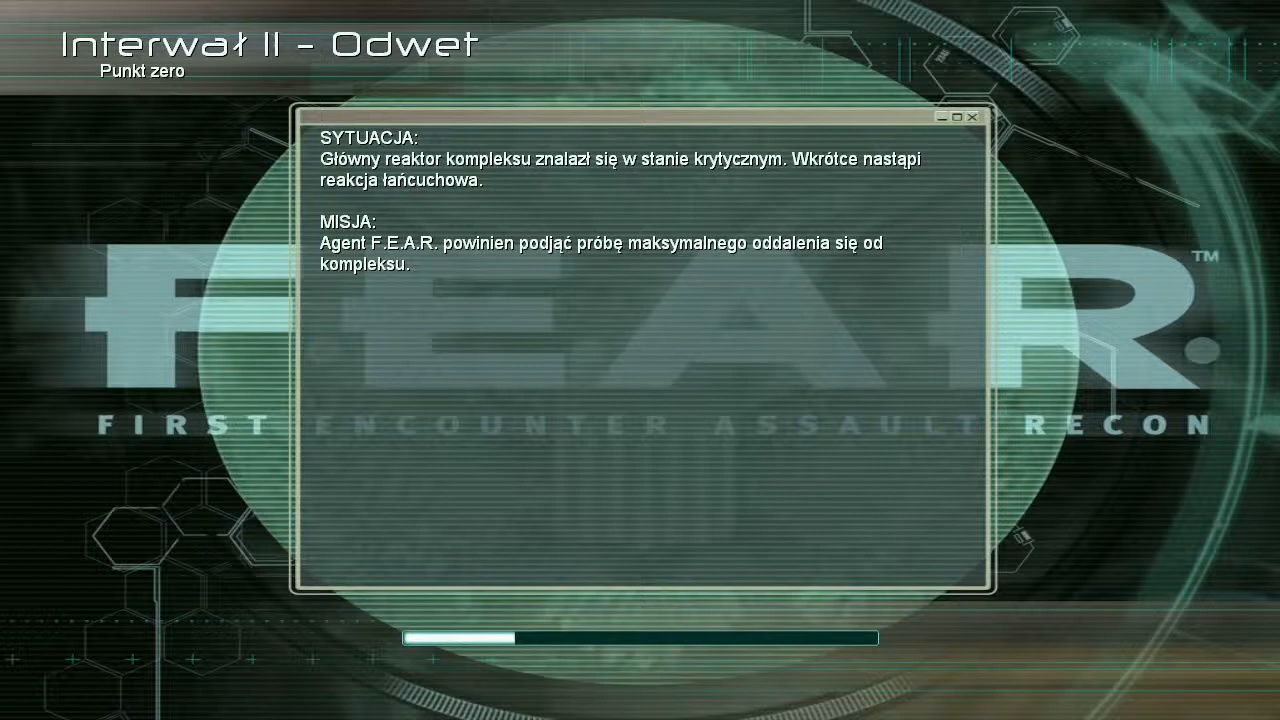 Interwał II - Odwet
Punkt zero
SYTUACJA:
Główny reaktor kompleksu znalazł się w stanie krytycznym. Wkrótce nastąpi
reakcja łańcuchowa.
MISJA:
Agent F.E.A.R. powinien podjąć próbę maksymalnego oddalenia się od
kompleksu.
F.E.A.R.™
FIRST ENCOUNTER ASSAULT RECON